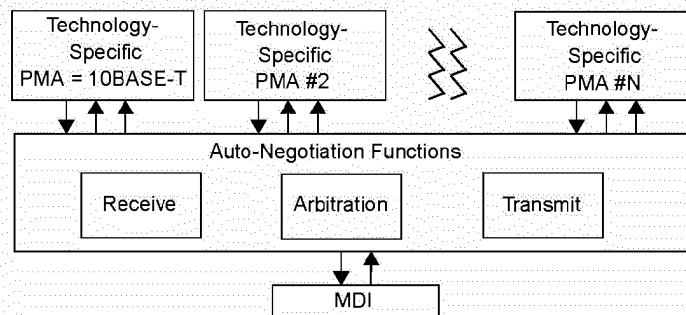 Technology-
Specific
PMA = 10BASE-T
Technology-
Specific
PMA #2
Technology-
Specific
PMA #N
Auto-Negotiation Functions
Receive
Arbitration
Transmit
MDI